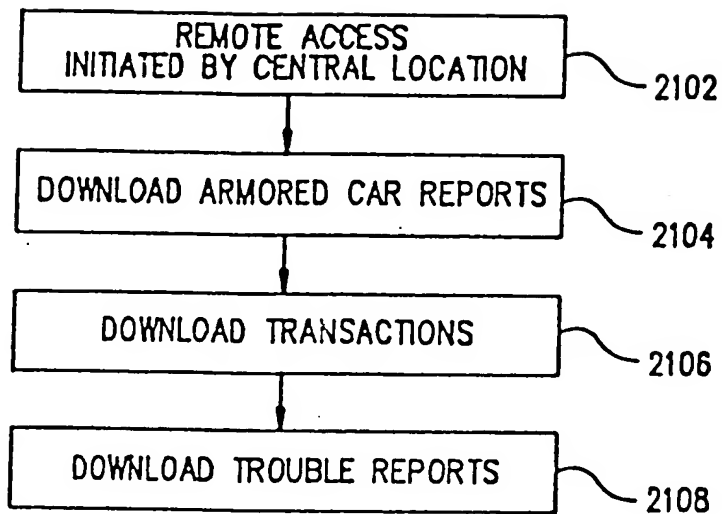 REMOTE ACCESS
INITIATED BY CENTRAL LOCATION
2102
DOWNLOAD ARMORED CAR REPORTS
2104
DOWNLOAD TRANSACTIONS
2106
DOWNLOAD TROUBLE REPORTS
2108